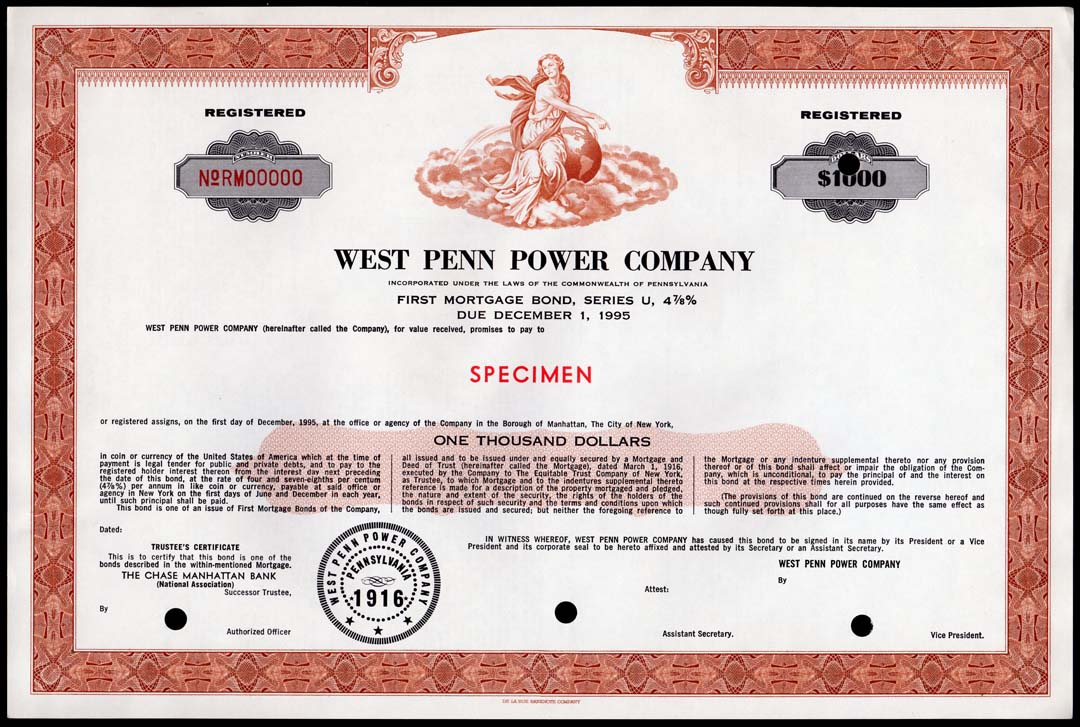 REGISTERED
NUMBER
NºRM00000
REGISTERED
DOLLARS
$1000
WEST PENN POWER COMPANY
INCORPORATED UNDER THE LAWS OF THE COMMONWEALTH OF PENNSYLVANIA
FIRST MORTGAGE BOND, SERIES U, 4⅞%
DUE DECEMBER 1, 1995
WEST PENN POWER COMPANY (hereinafter called the Company), for value received, promises to pay to
SPECIMEN
or registered assigns, on the first day of December, 1995, at the office or agency of the Company in the Borough of Manhattan, The City of New York,
ONE THOUSAND DOLLARS
in coin or currency of the United States of America which at the time of
payment is legal tender for public and private debts, and to pay to the
registered holder interest thereon from the interest day next preceding
the date of this bond, at the rate of four and seven-eighths per centum
(4⅞%) per annum in like coin or currency, payable at said office or
agency in New York on the first days of June and December in each year,
until such principal shall be paid.
This bond is one of an issue of First Mortgage Bonds of the Company,
all issued and to be issued under and equally secured by a Mortgage and
Deed of Trust (hereinafter called the Mortgage), dated March 1, 1916,
executed by the Company to The Equitable Trust Company of New York,
as Trustee, to which Mortgage and to the indentures supplemental thereto
reference is made for a description of the property mortgaged and pledged,
the nature and extent of the security, the rights of the holders of the
bonds in respect of such security and the terms and conditions upon which
the bonds are issued and secured; but neither the foregoing reference to
the Mortgage or any indenture supplemental thereto nor any provision
thereof or of this bond shall affect or impair the obligation of the Com-
pany, which is unconditional, to pay the principal of and the interest on
this bond at the respective times herein provided.
(The provisions of this bond are continued on the reverse hereof and
such continued provisions shall for all purposes have the same effect as
though fully set forth at this place.)
Dated:
TRUSTEE'S CERTIFICATE
This is to certify that this bond is one of the
bonds described in the within-mentioned Mortgage.
THE CHASE MANHATTAN BANK
(National Association)
Successor Trustee,
By
Authorized Officer
WEST PENN POWER COMPANY
PENNSYLVANIA
1916
IN WITNESS WHEREOF, WEST PENN POWER COMPANY has caused this bond to be signed in its name by its President or a Vice
President and its corporate seal to be hereto affixed and attested by its Secretary or an Assistant Secretary.
WEST PENN POWER COMPANY
By
Attest:
Assistant Secretary.
Vice President.
DE LA RUE BANKNOTE COMPANY